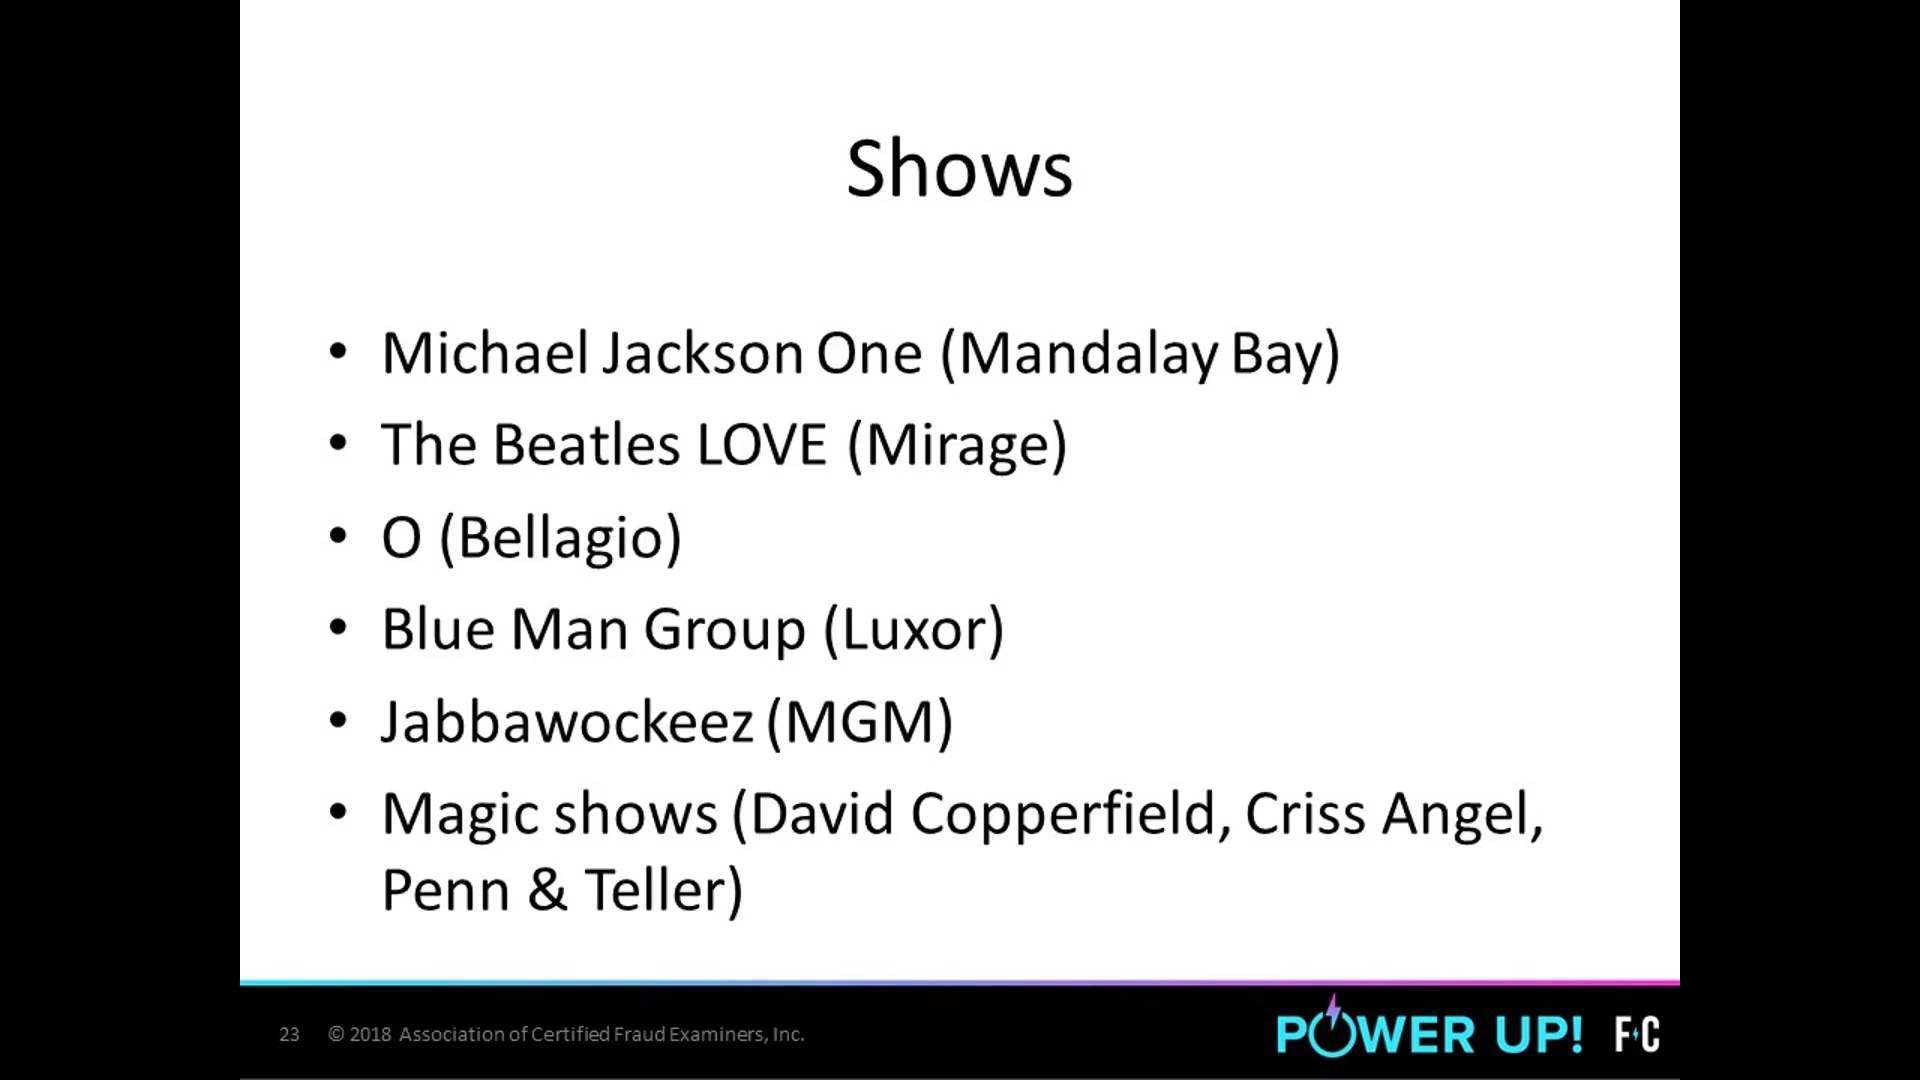 Shows
• Michael Jackson One (Mandalay Bay)
• The Beatles LOVE (Mirage)
• O (Bellagio)
• Blue Man Group (Luxor)
• Jabbawockeez (MGM)
• Magic shows (David Copperfield, Criss Angel,
Penn & Teller)
23 © 2018 Association of Certified Fraud Examiners, Inc.
POWER UP! F+C